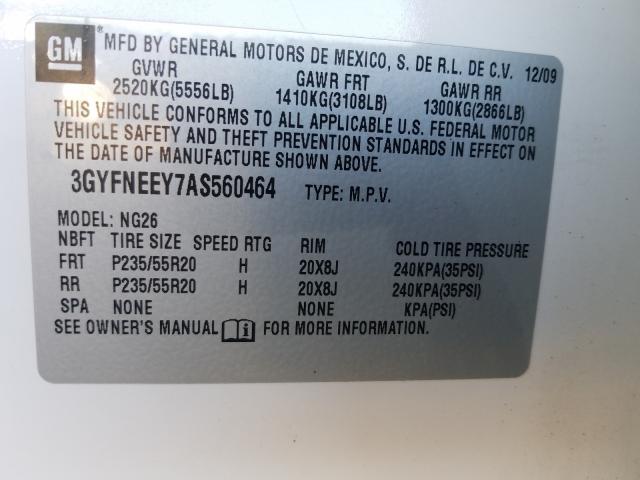 GM ® MFD BY GENERAL MOTORS DE MEXICO, S. DE R.L. DE C.V. 12/09
GVWR GAWR FRT GAWR RR
2520KG(5556LB) 1410KG(3108LB) 1300KG(2866LB)
THIS VEHICLE CONFORMS TO ALL APPLICABLE U.S. FEDERAL MOTOR
VEHICLE SAFETY AND THEFT PREVENTION STANDARDS IN EFFECT ON
THE DATE OF MANUFACTURE SHOWN ABOVE.
3GYFNEEY7AS560464 TYPE: M.P.V.
MODEL: NG26
NBFT TIRE SIZE SPEED RTG RIM COLD TIRE PRESSURE
FRT P235/55R20 H 20X8J 240KPA(35PSI)
RR P235/55R20 H 20X8J 240KPA(35PSI)
SPA NONE NONE KPA(PSI)
SEE OWNER'S MANUAL i FOR MORE INFORMATION.